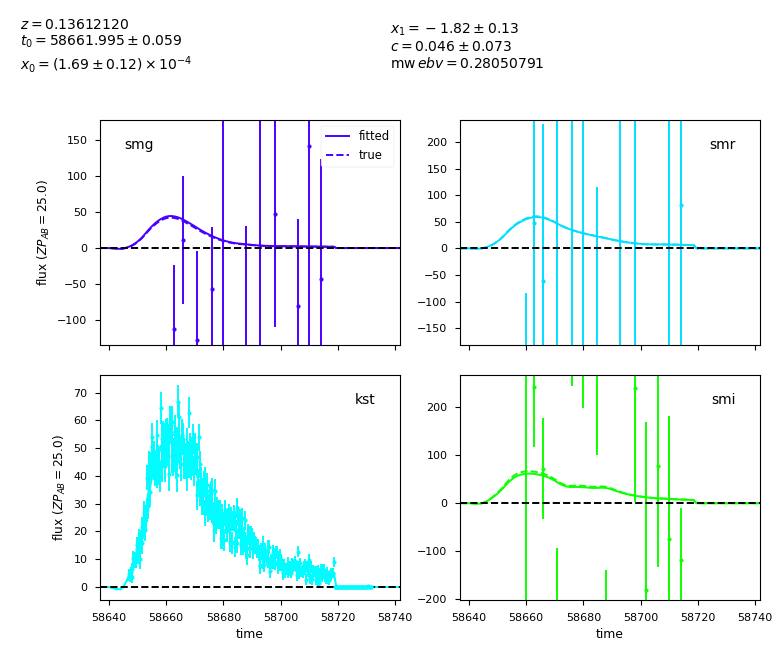 z = 0.13612120
t₀ = 58661.995 ± 0.059
x₀ = (1.69 ± 0.12) × 10⁻⁴
x₁ = −1.82 ± 0.13
c = 0.046 ± 0.073
mw ebv = 0.28050791
smg
fitted
true
150
100
50
0
−50
−100
flux (ZP_AB = 25.0)
smr
200
150
100
50
0
−50
−100
−150
kst
70
60
50
40
30
20
10
0
flux (ZP_AB = 25.0)
58640 58660 58680 58700 58720 58740
time
smi
200
100
0
−100
−200
58640 58660 58680 58700 58720 58740
time